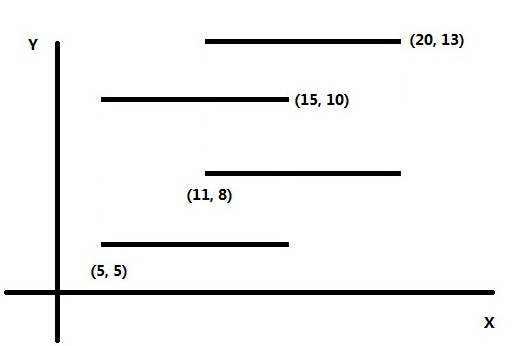 Y
(20, 13)
(15, 10)
(11, 8)
(5, 5)
X